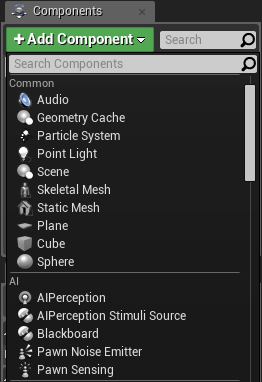 Components
Add Component
Search
Search Components
Common
Audio
Geometry Cache
Particle System
Point Light
Scene
Skeletal Mesh
Static Mesh
Plane
Cube
Sphere
AI
AIPerception
AIPerception Stimuli Source
Blackboard
Pawn Noise Emitter
Pawn Sensing